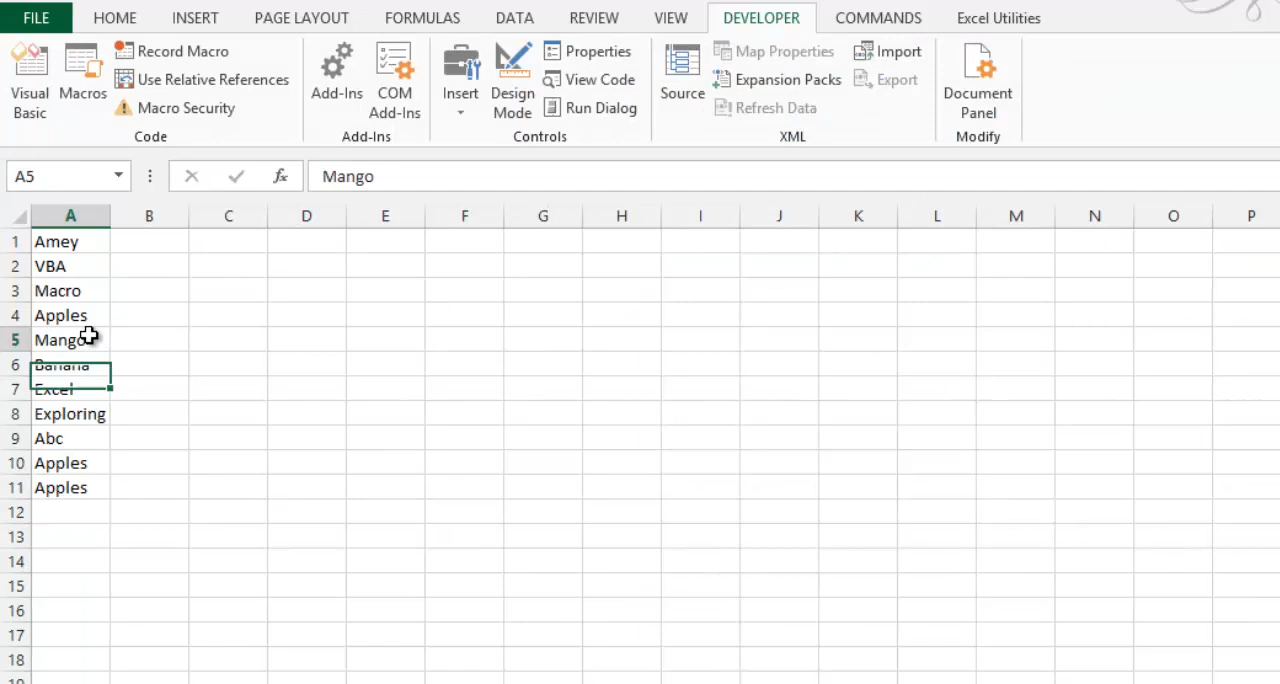 FILE HOME INSERT PAGE LAYOUT FORMULAS DATA REVIEW VIEW DEVELOPER COMMANDS Excel Utilities
Visual Basic
Macros
Record Macro
Use Relative References
Macro Security
Code
Add-Ins
COM Add-Ins
Add-Ins
Insert
Design Mode
Properties
View Code
Run Dialog
Controls
Source
Map Properties
Expansion Packs
Refresh Data
Import
Export
XML
Document Panel
Modify
A5 fx Mango
A B C D E F G H I J K L M N O P
1 Amey
2 VBA
3 Macro
4 Apples
5 Mango
6 Banana
7 Excel
8 Exploring
9 Abc
10 Apples
11 Apples
12
13
14
15
16
17
18
19